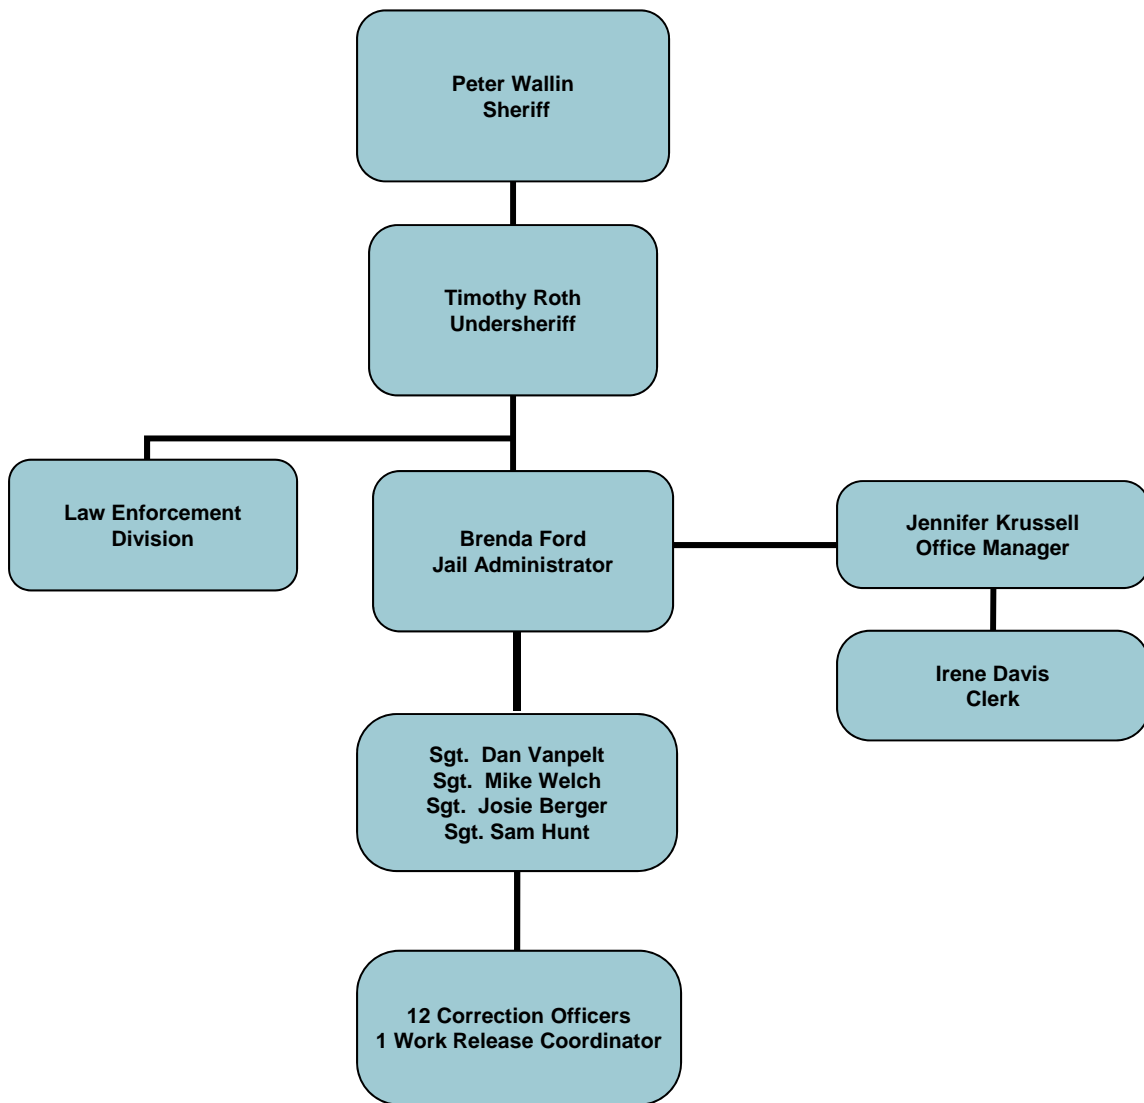 Peter Wallin
Sheriff
Timothy Roth
Undersheriff
Law Enforcement
Division
Brenda Ford
Jail Administrator
Jennifer Krussell
Office Manager
Irene Davis
Clerk
Sgt.  Dan Vanpelt
Sgt.  Mike Welch
Sgt.  Josie Berger
Sgt. Sam Hunt
12 Correction Officers
1 Work Release Coordinator